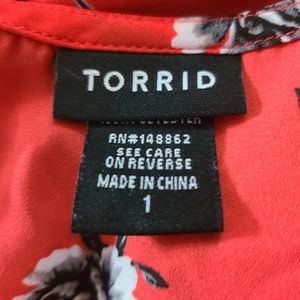 TORRID
RN#148862
SEE CARE
ON REVERSE
MADE IN CHINA
1